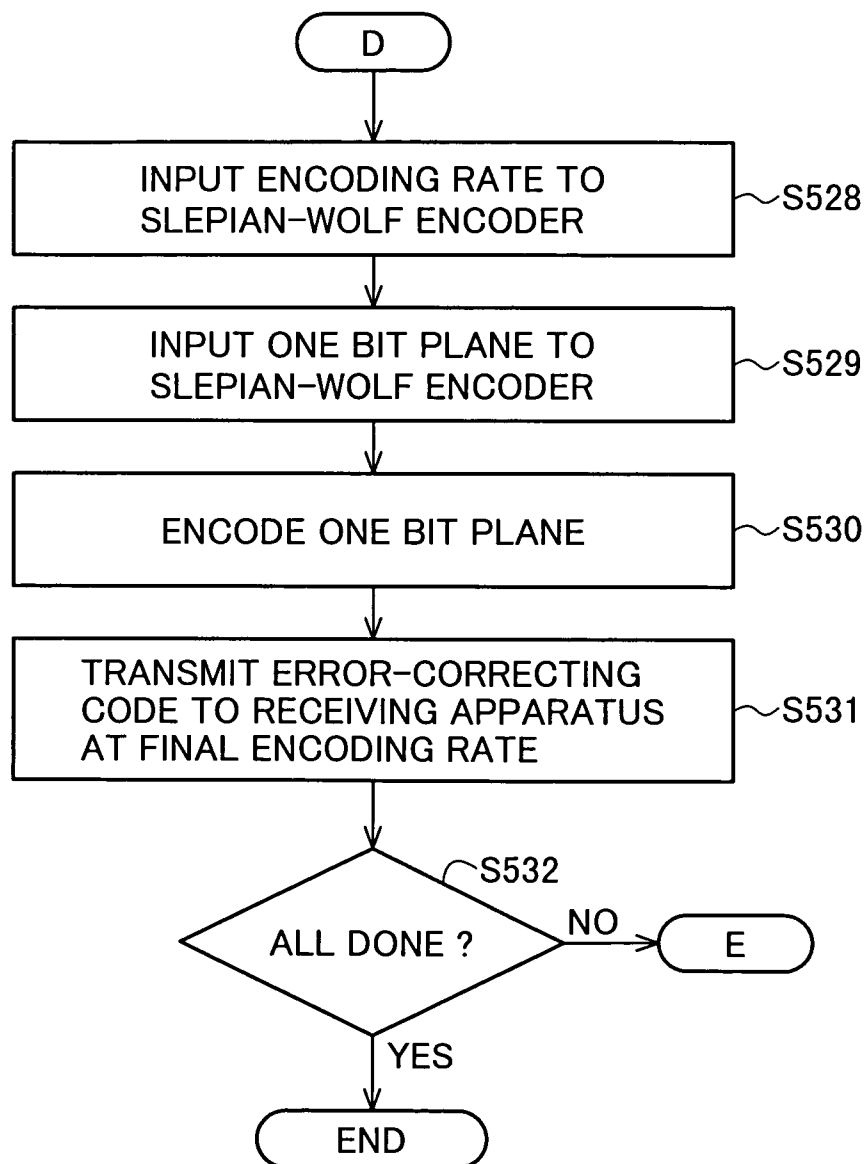 D
INPUT ENCODING RATE TO
SLEPIAN-WOLF ENCODER
S528
INPUT ONE BIT PLANE TO
SLEPIAN-WOLF ENCODER
S529
ENCODE ONE BIT PLANE
S530
TRANSMIT ERROR-CORRECTING
CODE TO RECEIVING APPARATUS
AT FINAL ENCODING RATE
S531
S532
ALL DONE ?
NO
E
YES
END